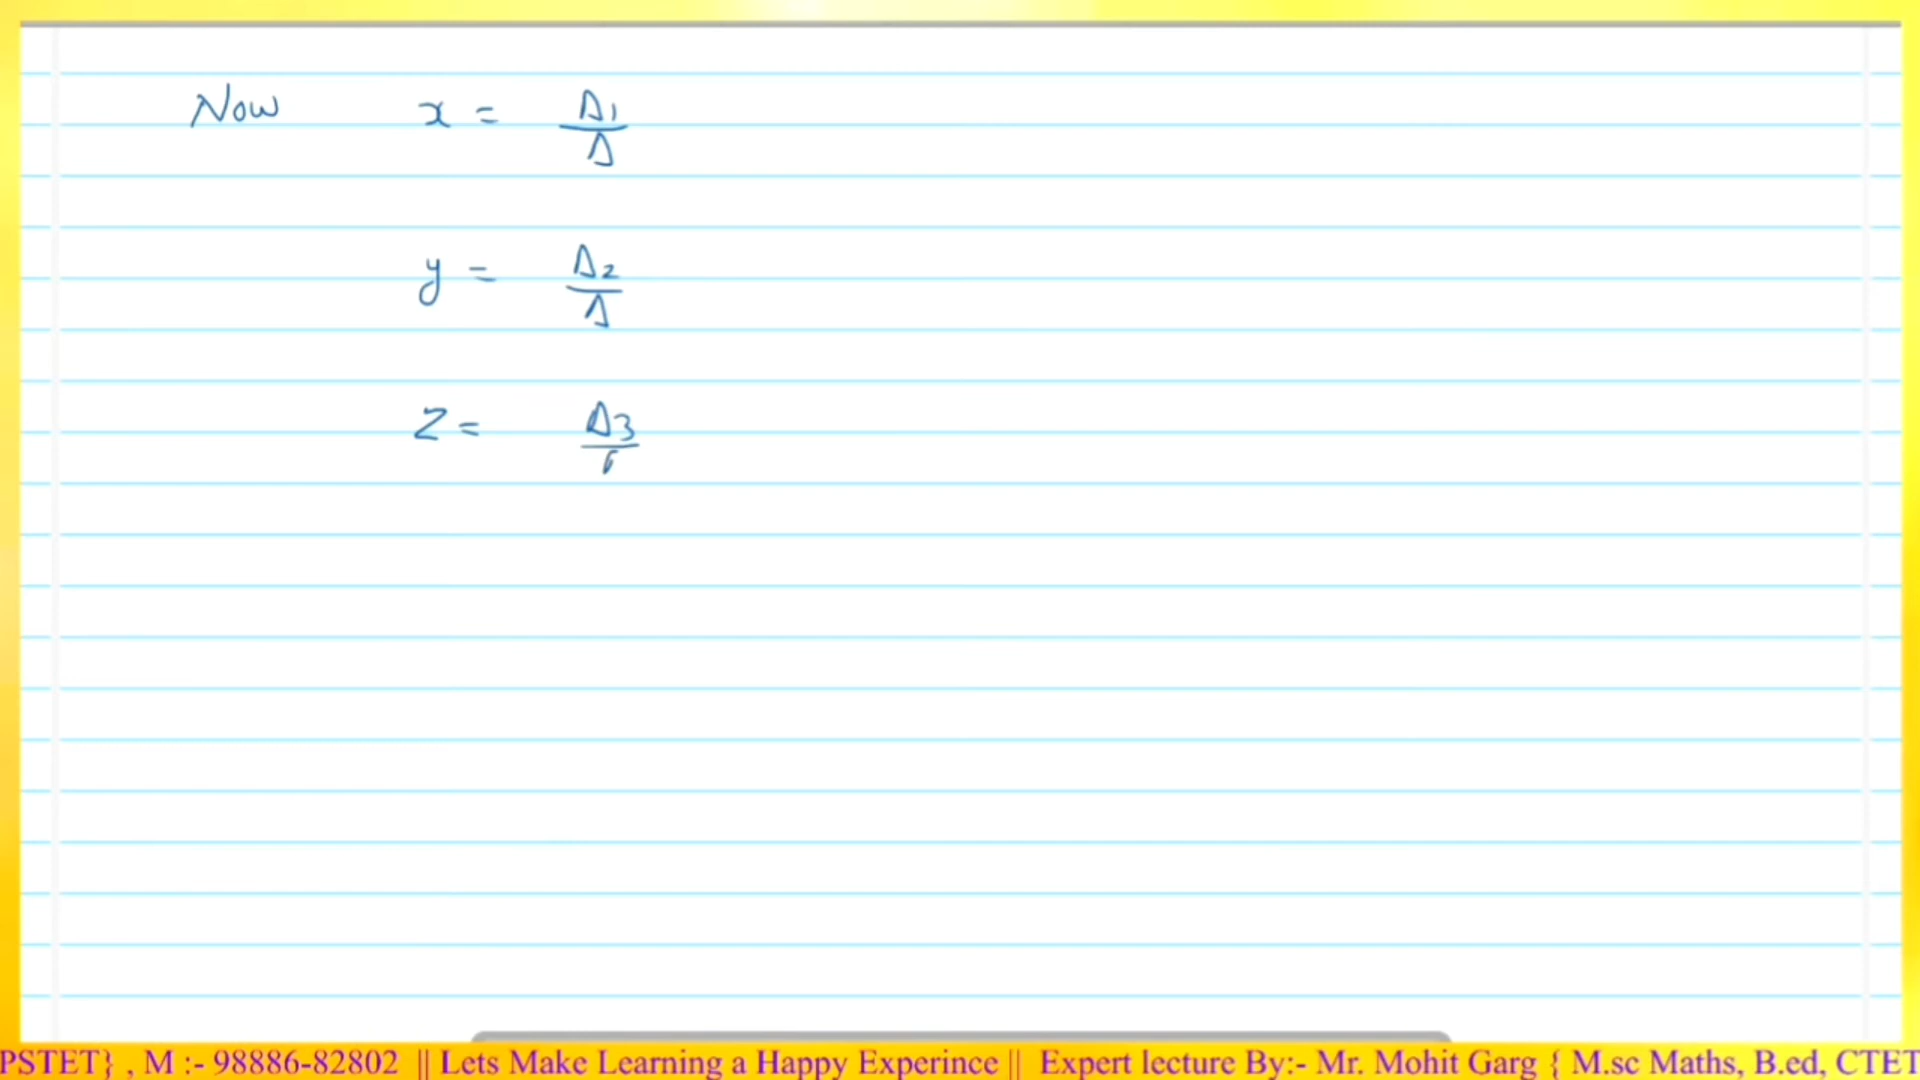 Now x = Δ1/Δ
y = Δ2/Δ
Z = Δ3/
PSTET} , M :- 98886-82802 || Lets Make Learning a Happy Experince || Expert lecture By:- Mr. Mohit Garg { M.sc Maths, B.ed, CTET